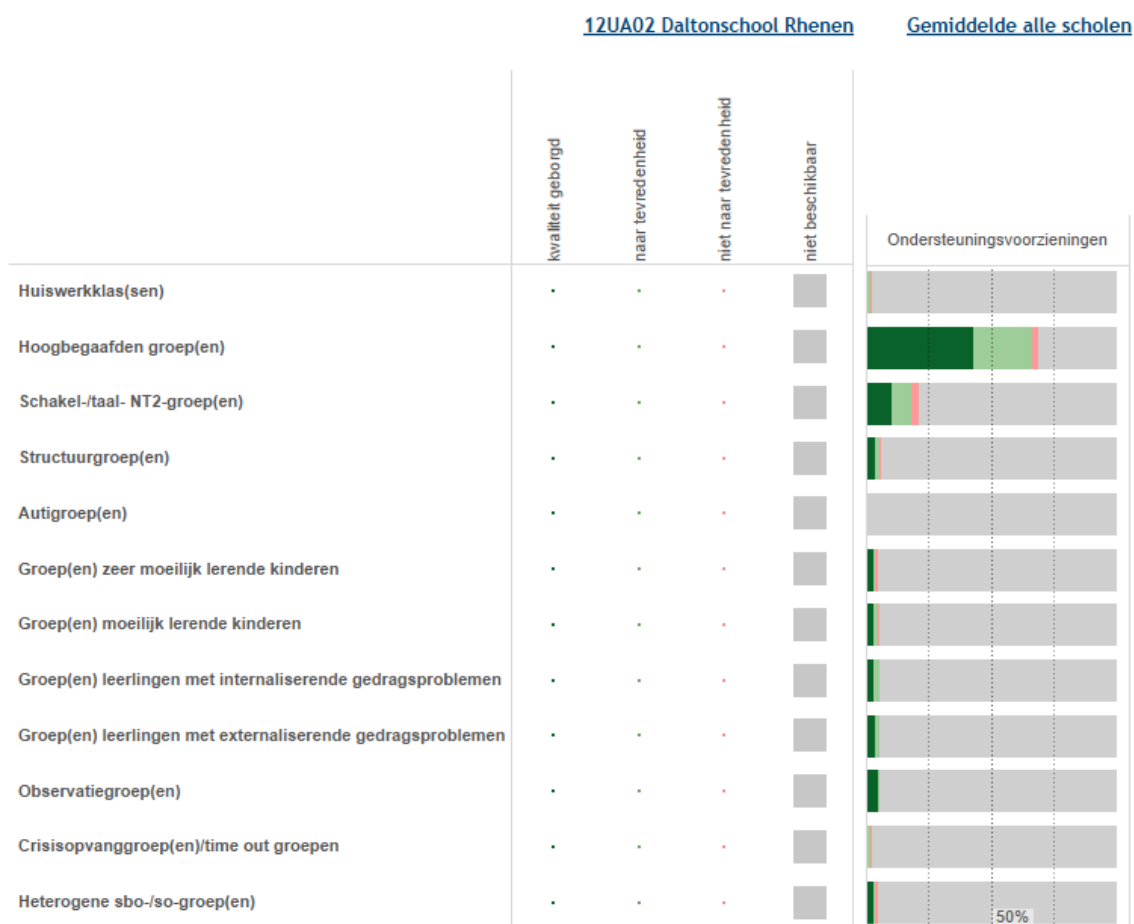 12UA02 Daltonschool Rhenen
Gemiddelde alle scholen
kwaliteit geborgd
naar tevredenheid
niet naar tevredenheid
niet beschikbaar
Ondersteuningsvoorzieningen
Huiswerkklas(sen)
Hoogbegaafden groep(en)
Schakel-/taal- NT2-groep(en)
Structuurgroep(en)
Autigroep(en)
Groep(en) zeer moeilijk lerende kinderen
Groep(en) moeilijk lerende kinderen
Groep(en) leerlingen met internaliserende gedragsproblemen
Groep(en) leerlingen met externaliserende gedragsproblemen
Observatiegroep(en)
Crisisopvanggroep(en)/time out groepen
Heterogene sbo-/so-groep(en)
50%